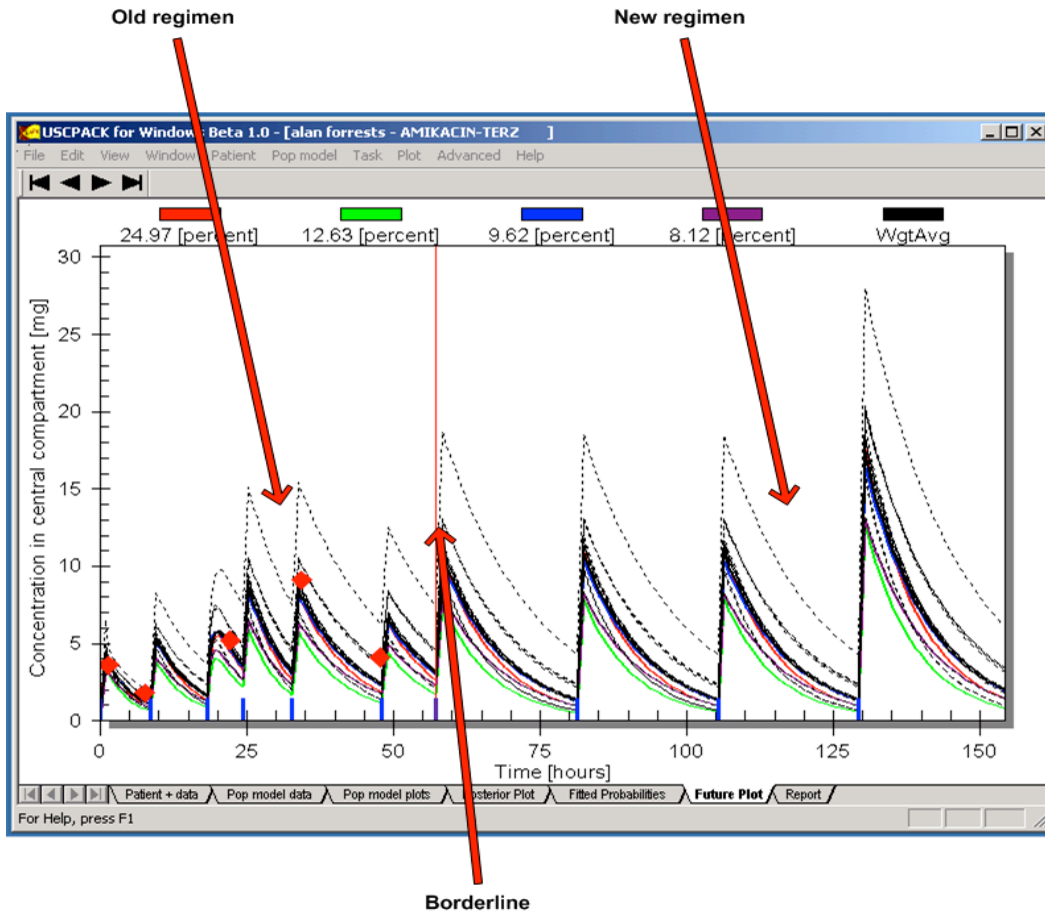 Old regimen
New regimen
USCPACK for Windows Beta 1.0 - [alan forrests - AMIKACIN-TERZ ]
File Edit View Window Patient Pop model Task Plot Advanced Help
24.97 [percent] 12.63 [percent] 9.62 [percent] 8.12 [percent] WgtAvg
Concentration in central compartment [mg]
30
25
20
15
10
5
0
0 25 50 75 100 125 150
Time [hours]
Patient + data Pop model data Pop model plots Posterior Plot Fitted Probabilities Future Plot Report
For Help, press F1
Borderline